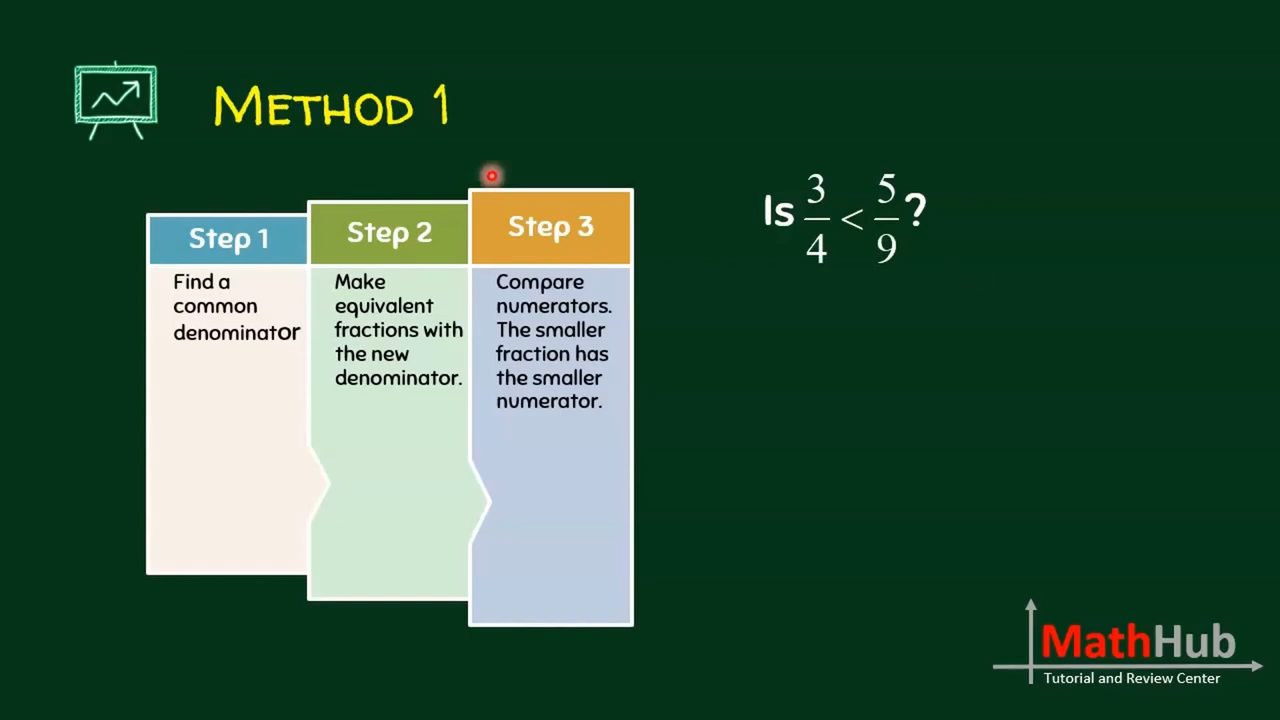 METHOD 1
Step 1
Find a
common
denominator
Step 2
Make
equivalent
fractions with
the new
denominator.
Step 3
Compare
numerators.
The smaller
fraction has
the smaller
numerator.
Is 3/4 < 5/9?
MathHub
Tutorial and Review Center